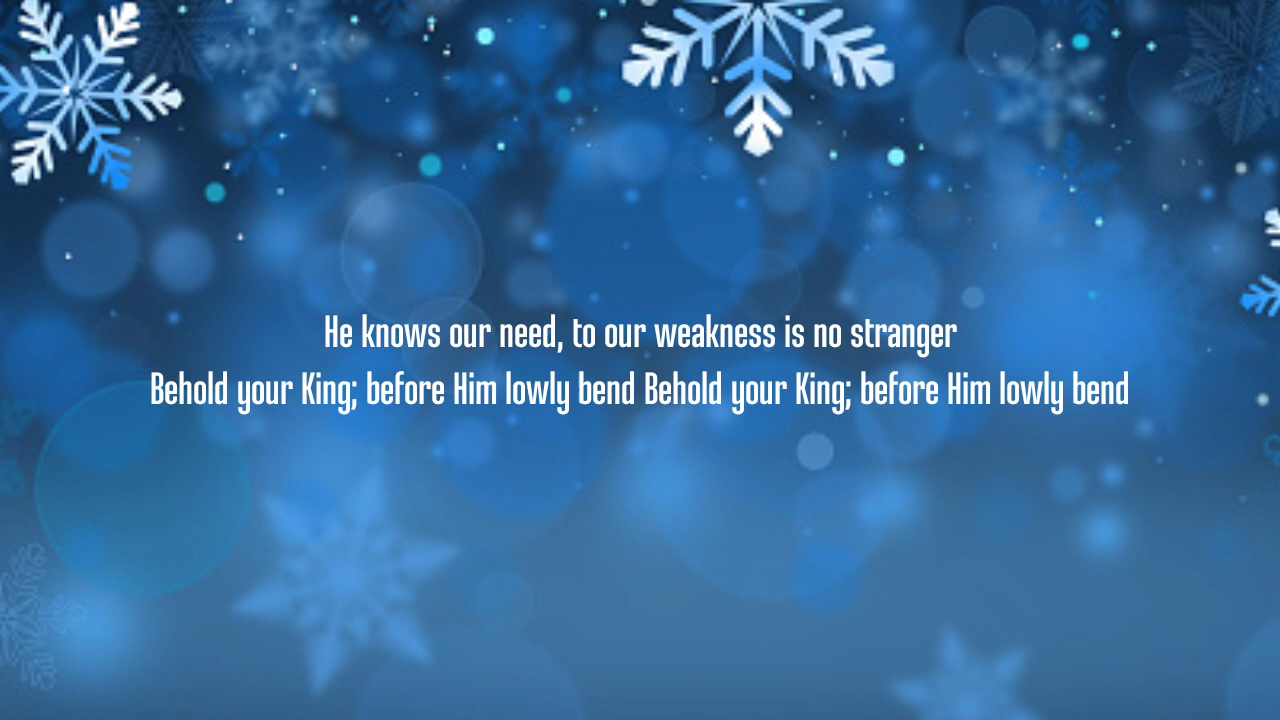 He knows our need, to our weakness is no stranger
Behold your King; before Him lowly bend Behold your King; before Him lowly bend